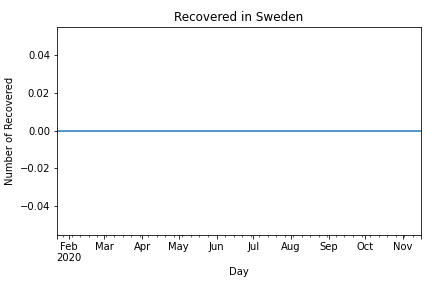 Recovered in Sweden
Number of Recovered
0.04
0.02
0.00
−0.02
−0.04
Feb Mar Apr May Jun Jul Aug Sep Oct Nov
2020
Day